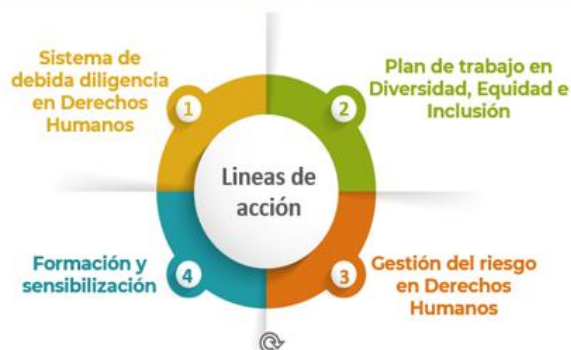 Sistema de
debida diligencia
en Derechos
Humanos
1
2
Plan de trabajo en
Diversidad, Equidad e
Inclusión
Lineas de
acción
Formación y
sensibilización
4
3
Gestión del riesgo
en Derechos
Humanos